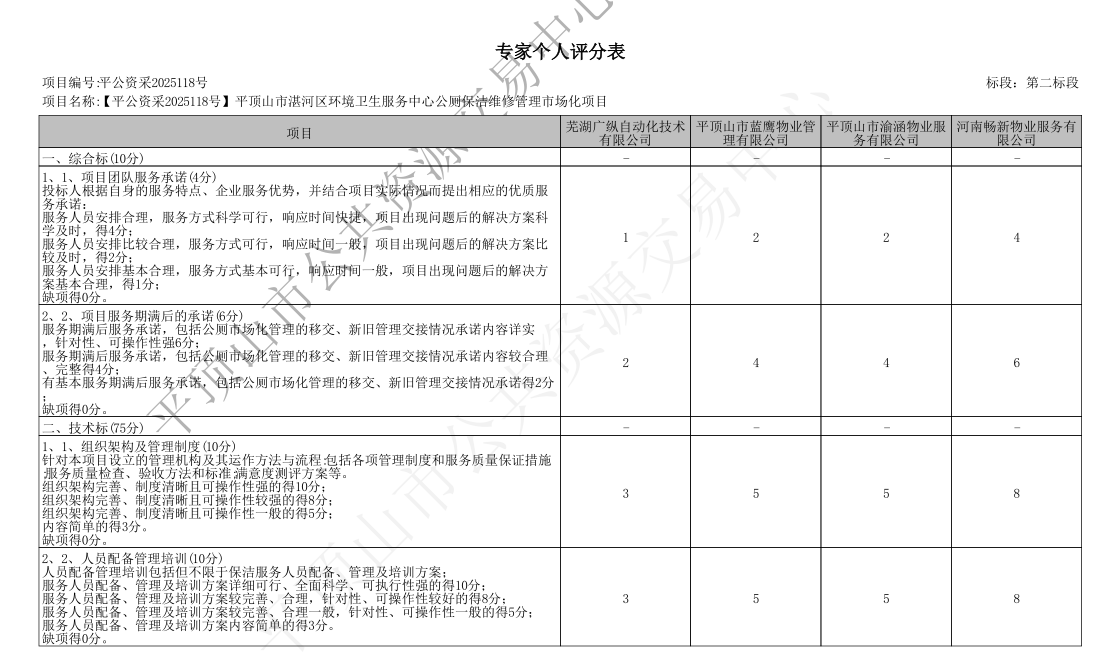 专家个人评分表
项目编号:平公资采2025118号
标段：第二标段
项目名称:【平公资采2025118号】平顶山市湛河区环境卫生服务中心公厕保洁维修管理市场化项目
项目
芜湖广纵自动化技术有限公司
平顶山市蓝鹰物业管理有限公司
平顶山市渝涵物业服务有限公司
河南畅新物业服务有限公司
一、综合标(10分)
－ － － －
1、1、项目团队服务承诺(4分)
投标人根据自身的服务特点、企业服务优势，并结合项目实际情况而提出相应的优质服
务承诺：
服务人员安排合理，服务方式科学可行，响应时间快捷，项目出现问题后的解决方案科
学及时，得4分；
服务人员安排比较合理，服务方式可行，响应时间一般，项目出现问题后的解决方案比
较及时，得2分；
服务人员安排基本合理，服务方式基本可行，响应时间一般，项目出现问题后的解决方
案基本合理，得1分；
缺项得0分。
1 2 2 4
2、2、项目服务期满后的承诺(6分)
服务期满后服务承诺，包括公厕市场化管理的移交、新旧管理交接情况承诺内容详实
，针对性、可操作性强6分；
服务期满后服务承诺，包括公厕市场化管理的移交、新旧管理交接情况承诺内容较合理
、完整得4分；
有基本服务期满后服务承诺，包括公厕市场化管理的移交、新旧管理交接情况承诺得2分
；
缺项得0分。
2 4 4 6
二、技术标(75分)
－ － － －
1、1、组织架构及管理制度(10分)
针对本项目设立的管理机构及其运作方法与流程;包括各项管理制度和服务质量保证措施
;服务质量检查、验收方法和标准;满意度测评方案等。
组织架构完善、制度清晰且可操作性强的得10分；
组织架构完善、制度清晰且可操作性较强的得8分；
组织架构完善、制度清晰且可操作性一般的得5分；
内容简单的得3分。
缺项得0分。
3 5 5 8
2、2、人员配备管理培训(10分)
人员配备管理培训包括但不限于保洁服务人员配备、管理及培训方案；
服务人员配备、管理及培训方案详细可行、全面科学、可执行性强的得10分；
服务人员配备、管理及培训方案较完善、合理，针对性、可操作性较好的得8分；
服务人员配备、管理及培训方案较完善、合理一般，针对性、可操作性一般的得5分；
服务人员配备、管理及培训方案内容简单的得3分。
缺项得0分。
3 5 5 8
平顶山市公共资源交易中心
平顶山市公共资源交易中心